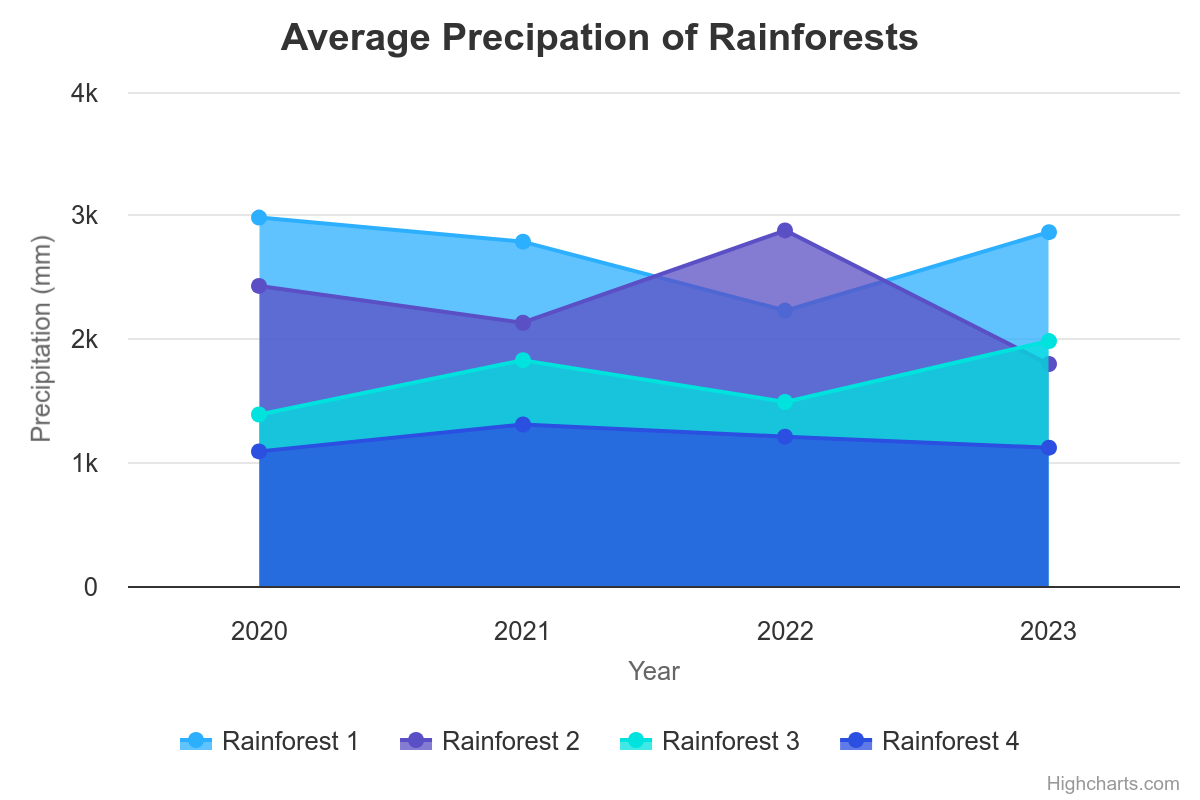 Average Precipation of Rainforests
4k
3k
2k
1k
0
Precipitation (mm)
2020 2021 2022 2023
Year
Rainforest 1 Rainforest 2 Rainforest 3 Rainforest 4
Highcharts.com